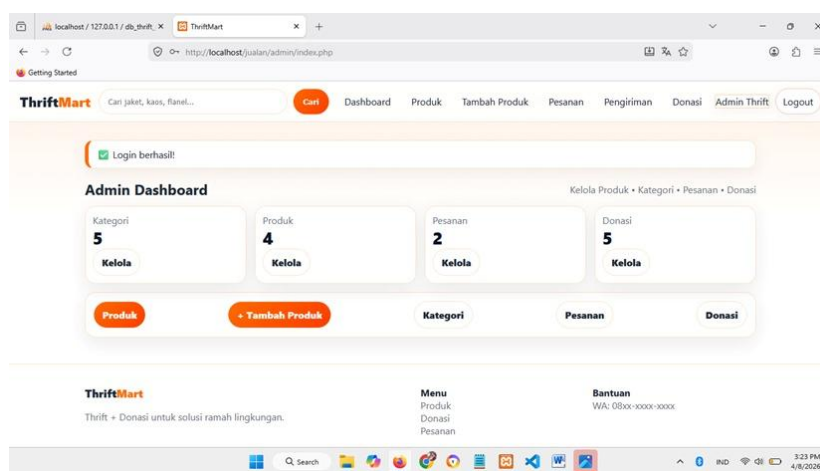 localhost / 127.0.0.1 / db_thrift_
ThriftMart
http://localhost/jualan/admin/index.php
Getting Started
ThriftMart Cari jaket, kaos, flanel... Cari Dashboard Produk Tambah Produk Pesanan Pengiriman Donasi Admin Thrift Logout
Login berhasil!
Admin Dashboard
Kelola Produk • Kategori • Pesanan • Donasi
Kategori Produk Pesanan Donasi
5 4 2 5
Kelola Kelola Kelola Kelola
Produk + Tambah Produk Kategori Pesanan Donasi
ThriftMart
Thrift + Donasi untuk solusi ramah lingkungan.
Menu
Produk
Donasi
Pesanan
Bantuan
WA: 08xx-xxxx-xxxx
Search
IND
3:23 PM
4/8/2026